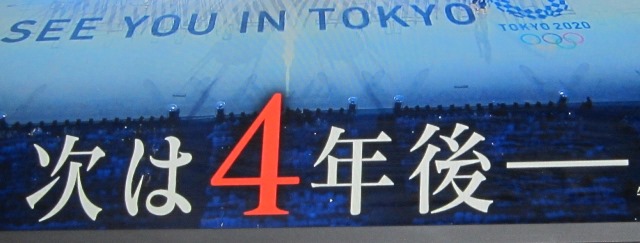 SEE YOU IN TOKYO
TOKYO 2020
次は4年後—